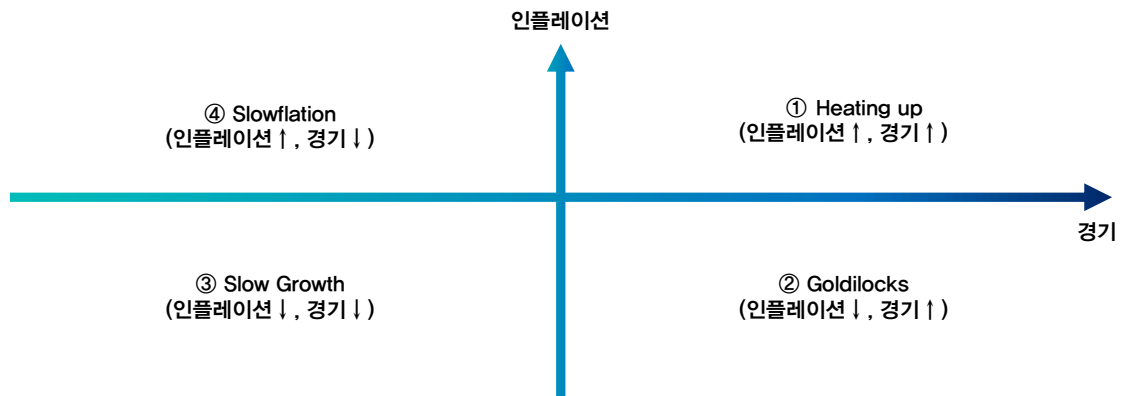 인플레이션
④ Slowflation
(인플레이션↑, 경기↓)
① Heating up
(인플레이션↑, 경기↑)
경기
③ Slow Growth
(인플레이션↓, 경기↓)
② Goldilocks
(인플레이션↓, 경기↑)